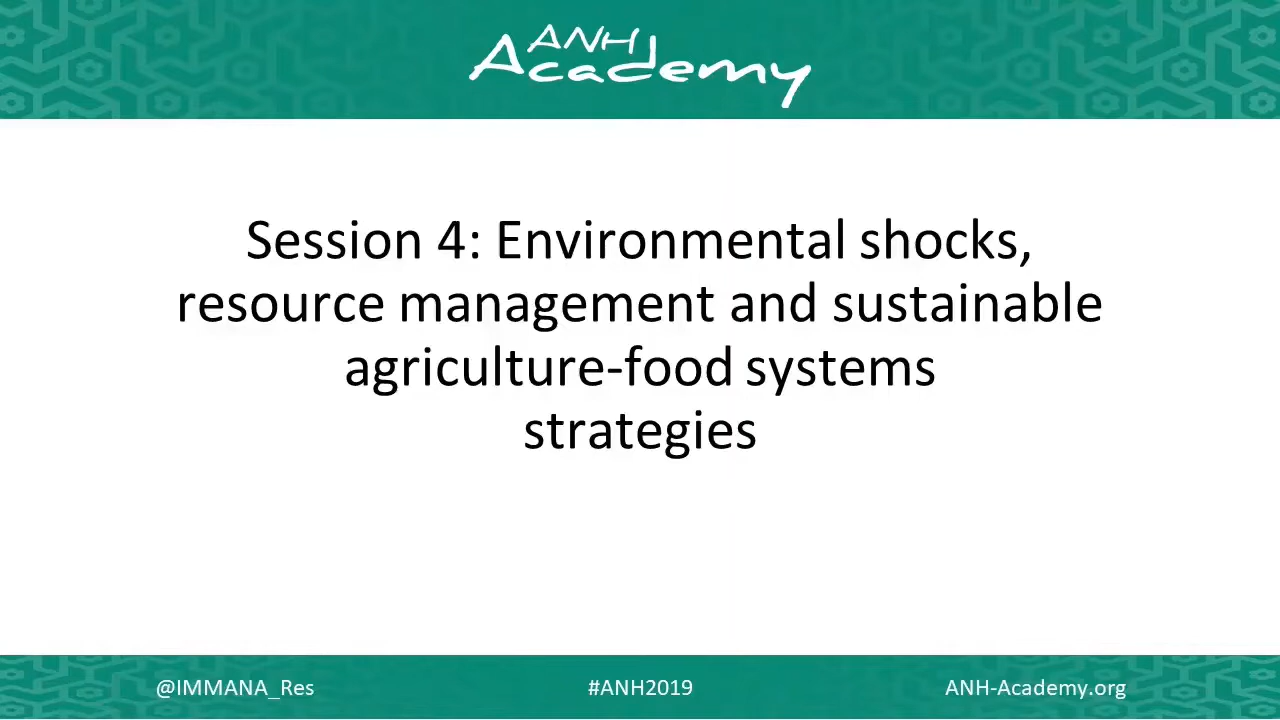 ANH
Academy
Session 4: Environmental shocks,
resource management and sustainable
agriculture-food systems
strategies
@IMMANA_Res
#ANH2019
ANH-Academy.org